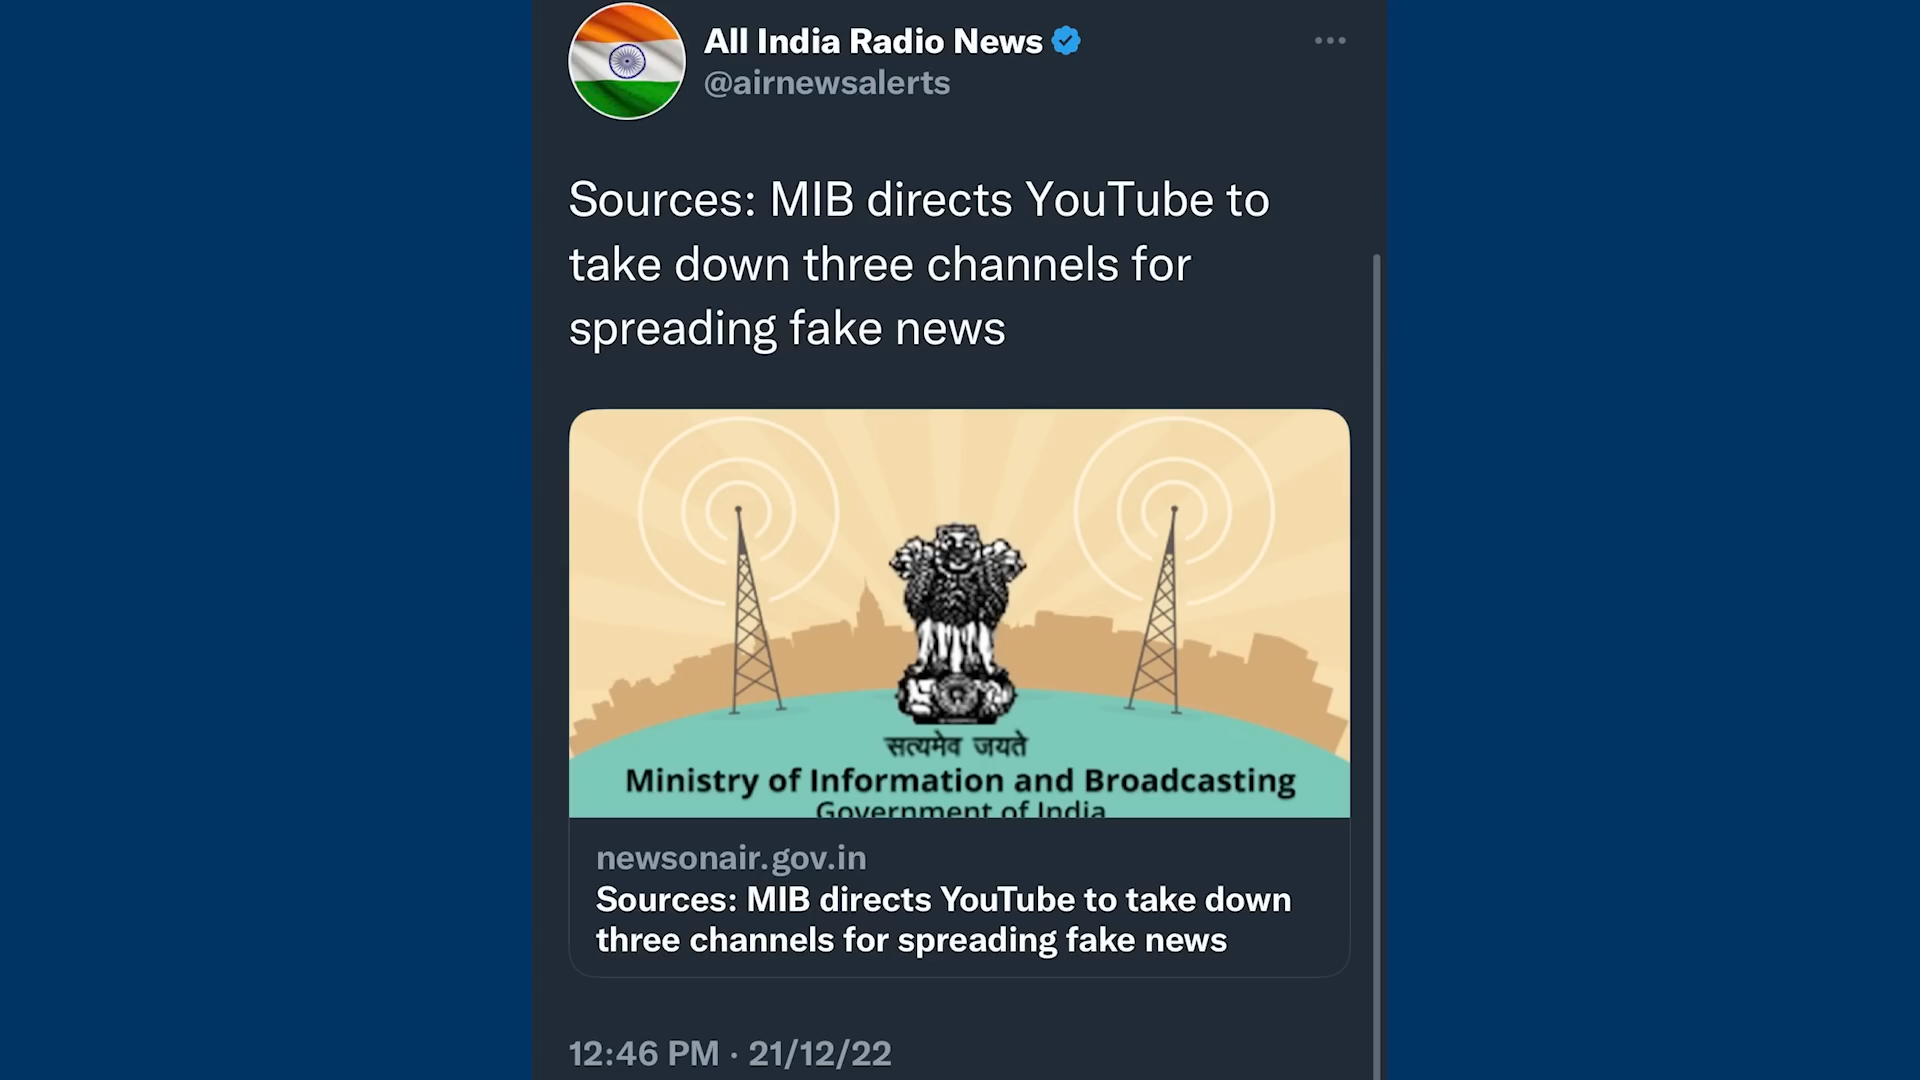 All India Radio News
@airnewsalerts
Sources: MIB directs YouTube to
take down three channels for
spreading fake news
सत्यमेव जयते
Ministry of Information and Broadcasting
Government of India
newsonair.gov.in
Sources: MIB directs YouTube to take down
three channels for spreading fake news
12:46 PM · 21/12/22